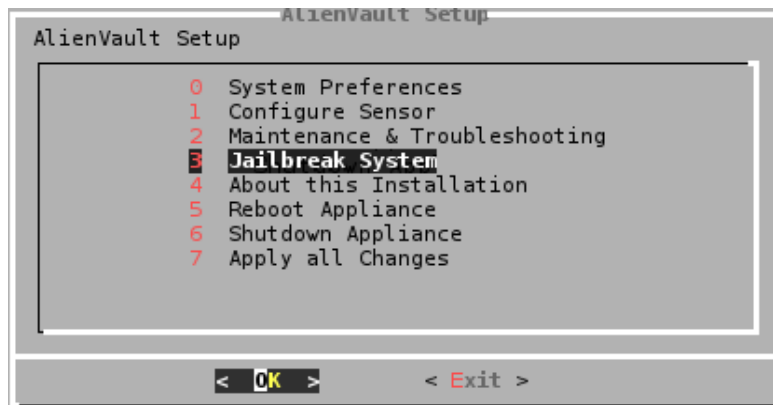 AlienVault Setup
AlienVault Setup
0 System Preferences
1 Configure Sensor
2 Maintenance & Troubleshooting
3 Jailbreak System
4 About this Installation
5 Reboot Appliance
6 Shutdown Appliance
7 Apply all Changes
< OK > < Exit >